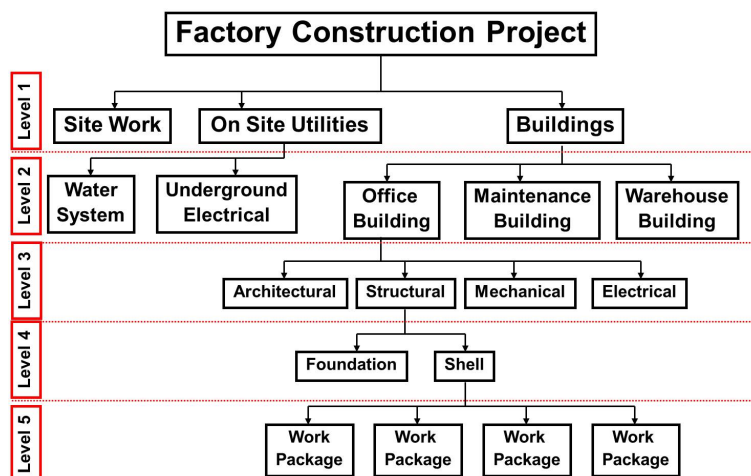 Factory Construction Project
Level 1
Site Work
On Site Utilities
Buildings
Level 2
Water
System
Underground
Electrical
Office
Building
Maintenance
Building
Warehouse
Building
Level 3
Architectural
Structural
Mechanical
Electrical
Level 4
Foundation
Shell
Level 5
Work
Package
Work
Package
Work
Package
Work
Package